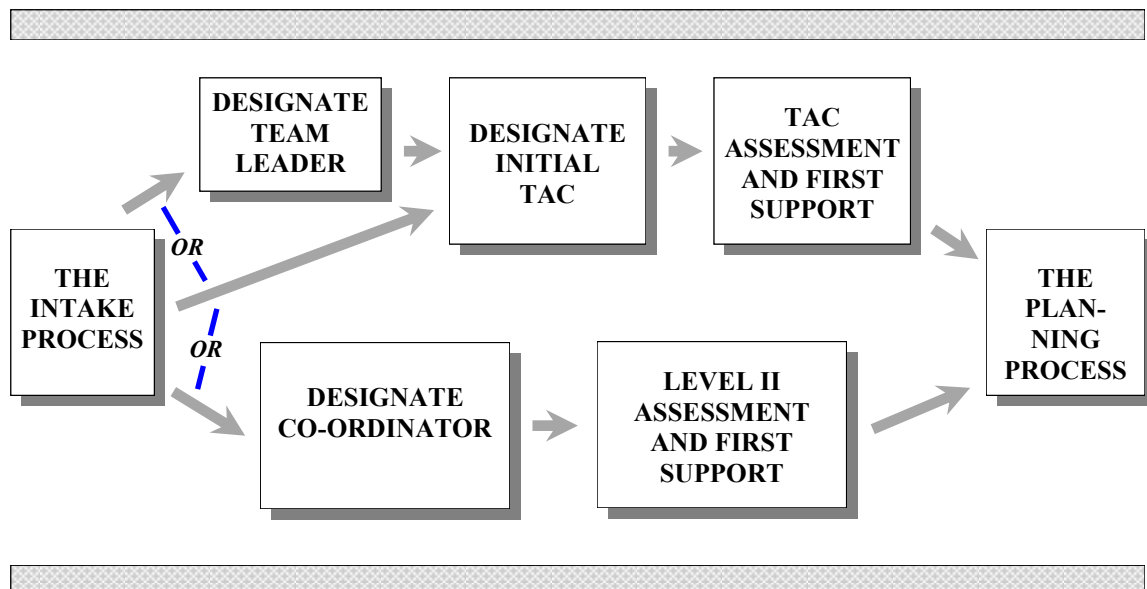 DESIGNATE
TEAM
LEADER
DESIGNATE
INITIAL
TAC
TAC
ASSESSMENT
AND FIRST
SUPPORT
OR
THE
INTAKE
PROCESS
OR
THE
PLAN-
NING
PROCESS
DESIGNATE
CO-ORDINATOR
LEVEL II
ASSESSMENT
AND FIRST
SUPPORT